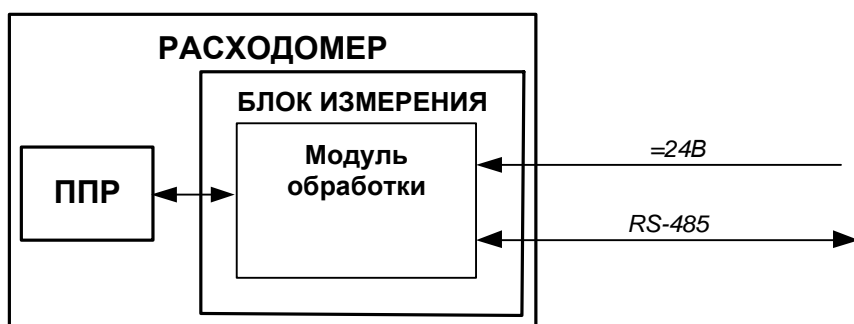 РАСХОДОМЕР
БЛОК ИЗМЕРЕНИЯ
Модуль
обработки
ППР
=24В
RS-485